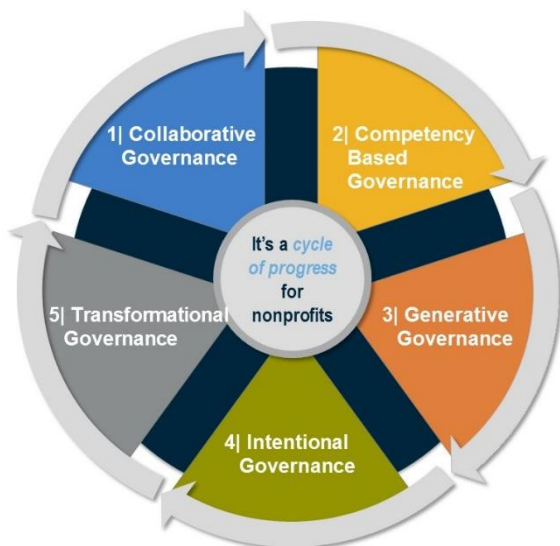 1| Collaborative
Governance
2| Competency
Based
Governance
3| Generative
Governance
4| Intentional
Governance
5| Transformational
Governance
It's a cycle
of progress
for
nonprofits